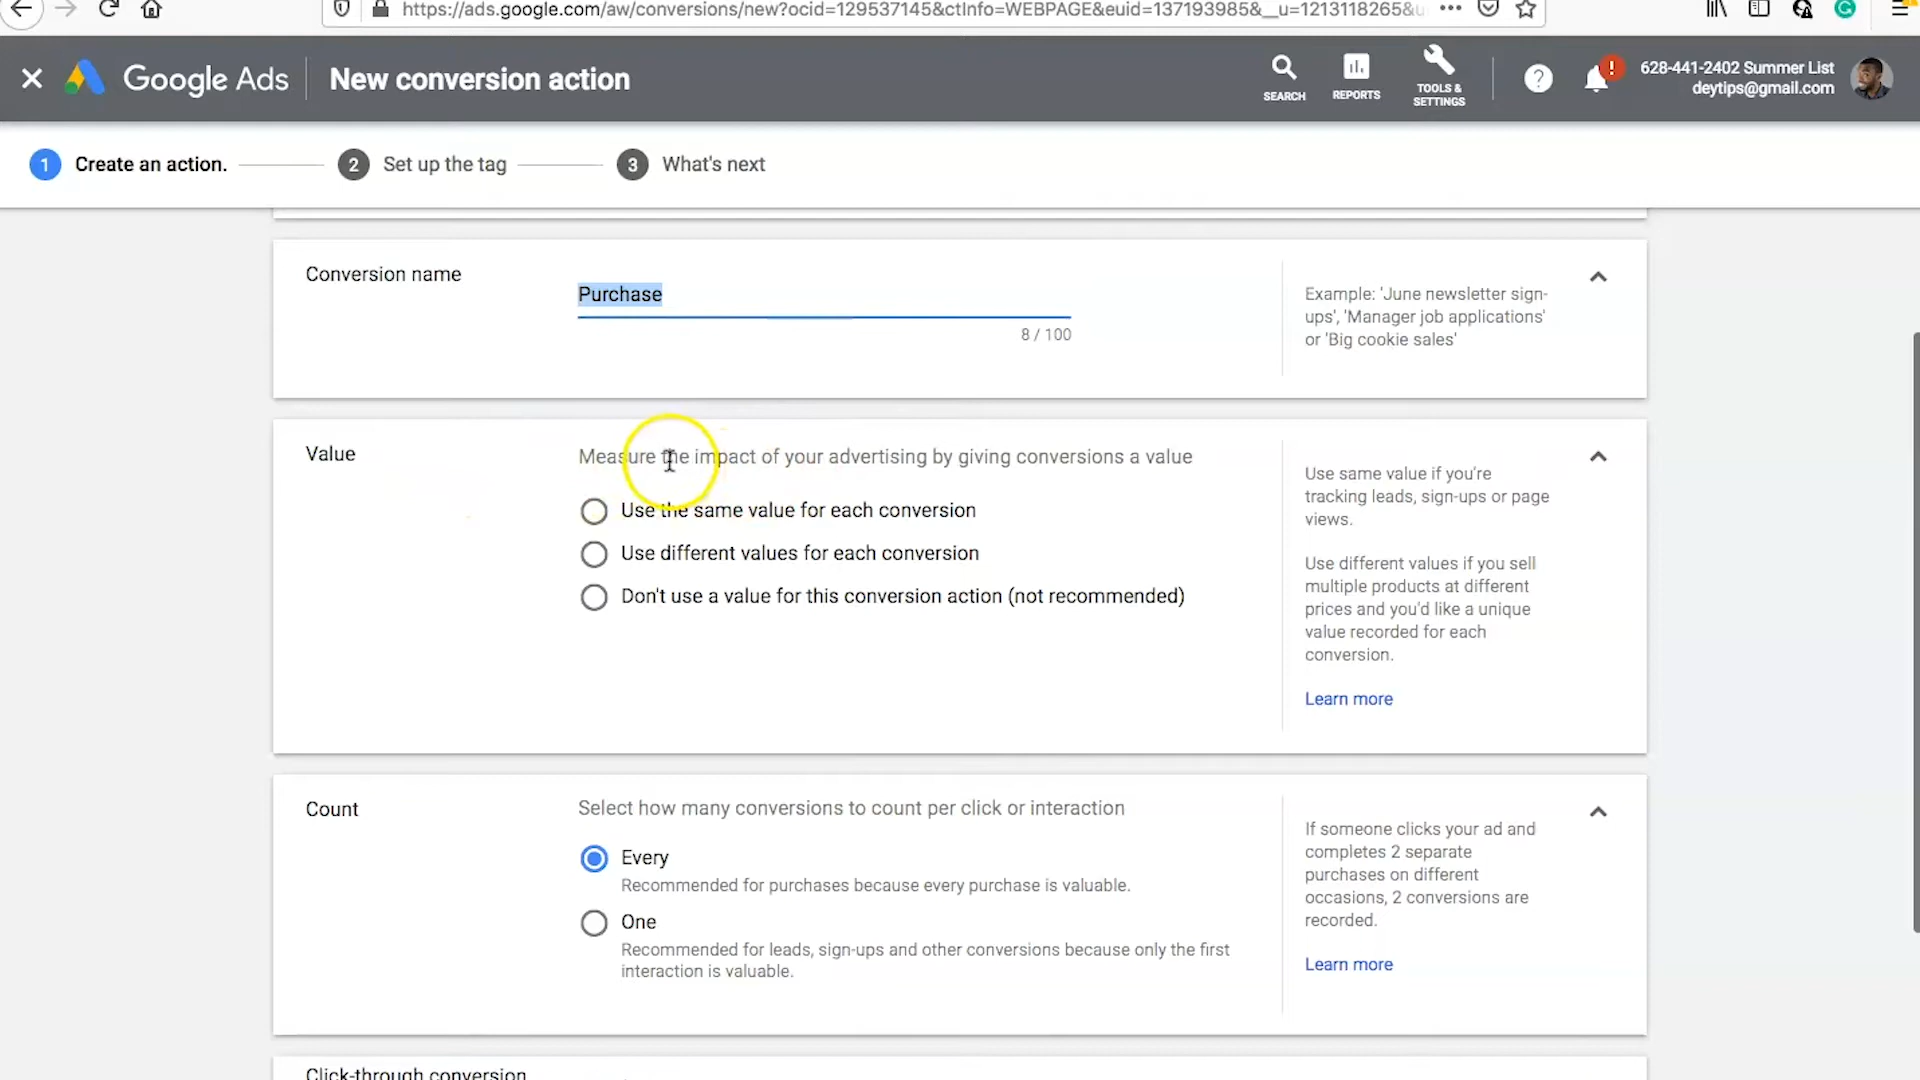 https://ads.google.com/aw/conversions/new?ocid=129537145&ctInfo=WEBPAGE&euid=137193985&__u=1213118265&u
Google Ads
New conversion action
SEARCH
REPORTS
TOOLS &
SETTINGS
628-441-2402 Summer List
deytips@gmail.com
1 Create an action.
2 Set up the tag
3 What's next
Conversion name
Purchase
8 / 100
Example: 'June newsletter sign-
ups', 'Manager job applications'
or 'Big cookie sales'
Value
Measure the impact of your advertising by giving conversions a value
Use the same value for each conversion
Use different values for each conversion
Don't use a value for this conversion action (not recommended)
Use same value if you're
tracking leads, sign-ups or page
views.
Use different values if you sell
multiple products at different
prices and you'd like a unique
value recorded for each
conversion.
Learn more
Count
Select how many conversions to count per click or interaction
Every
Recommended for purchases because every purchase is valuable.
One
Recommended for leads, sign-ups and other conversions because only the first
interaction is valuable.
If someone clicks your ad and
completes 2 separate
purchases on different
occasions, 2 conversions are
recorded.
Learn more
Click-through conversion